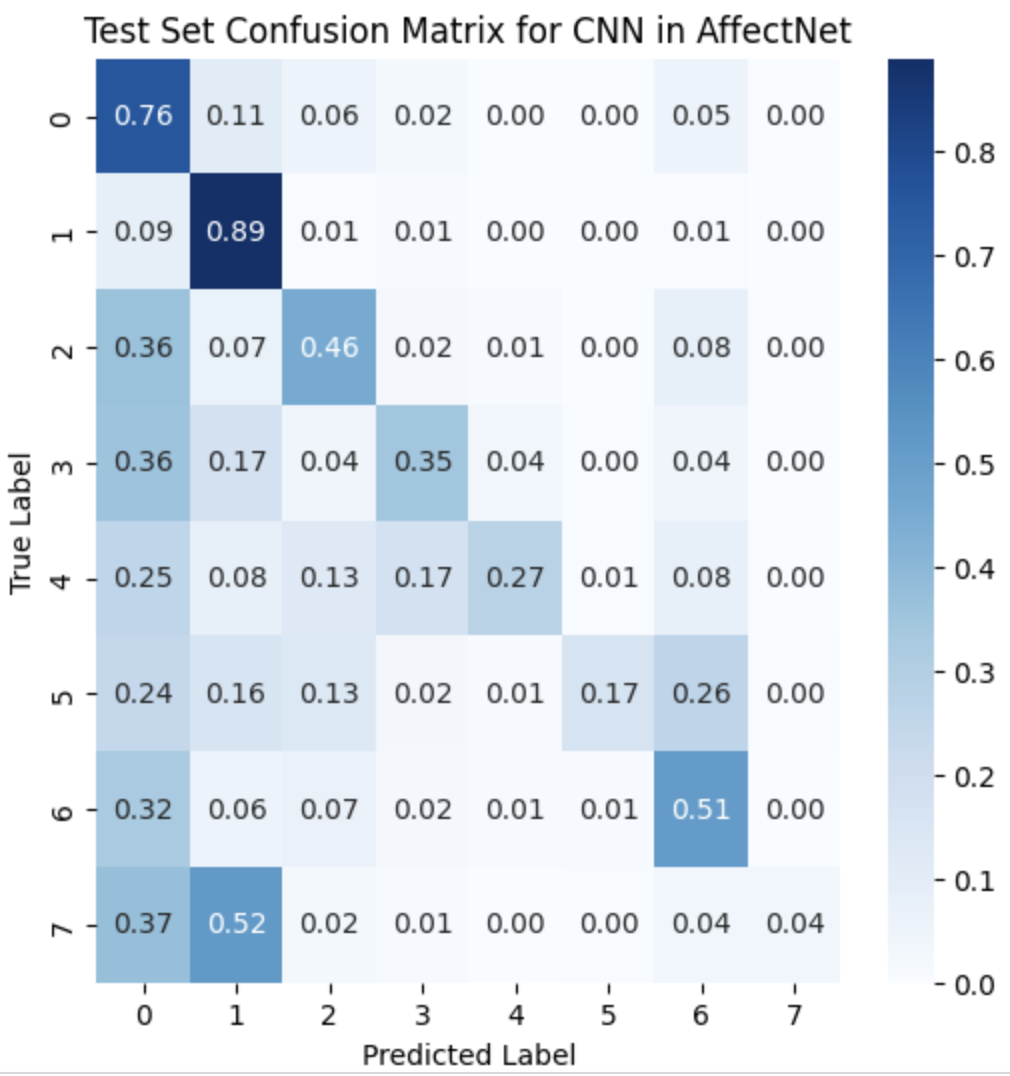 Test Set Confusion Matrix for CNN in AffectNet
0 0.76 0.11 0.06 0.02 0.00 0.00 0.05 0.00
1 0.09 0.89 0.01 0.01 0.00 0.00 0.01 0.00
2 0.36 0.07 0.46 0.02 0.01 0.00 0.08 0.00
3 0.36 0.17 0.04 0.35 0.04 0.00 0.04 0.00
4 0.25 0.08 0.13 0.17 0.27 0.01 0.08 0.00
5 0.24 0.16 0.13 0.02 0.01 0.17 0.26 0.00
6 0.32 0.06 0.07 0.02 0.01 0.01 0.51 0.00
7 0.37 0.52 0.02 0.01 0.00 0.00 0.04 0.04
0 1 2 3 4 5 6 7
Predicted Label
True Label
0.8
0.7
0.6
0.5
0.4
0.3
0.2
0.1
0.0